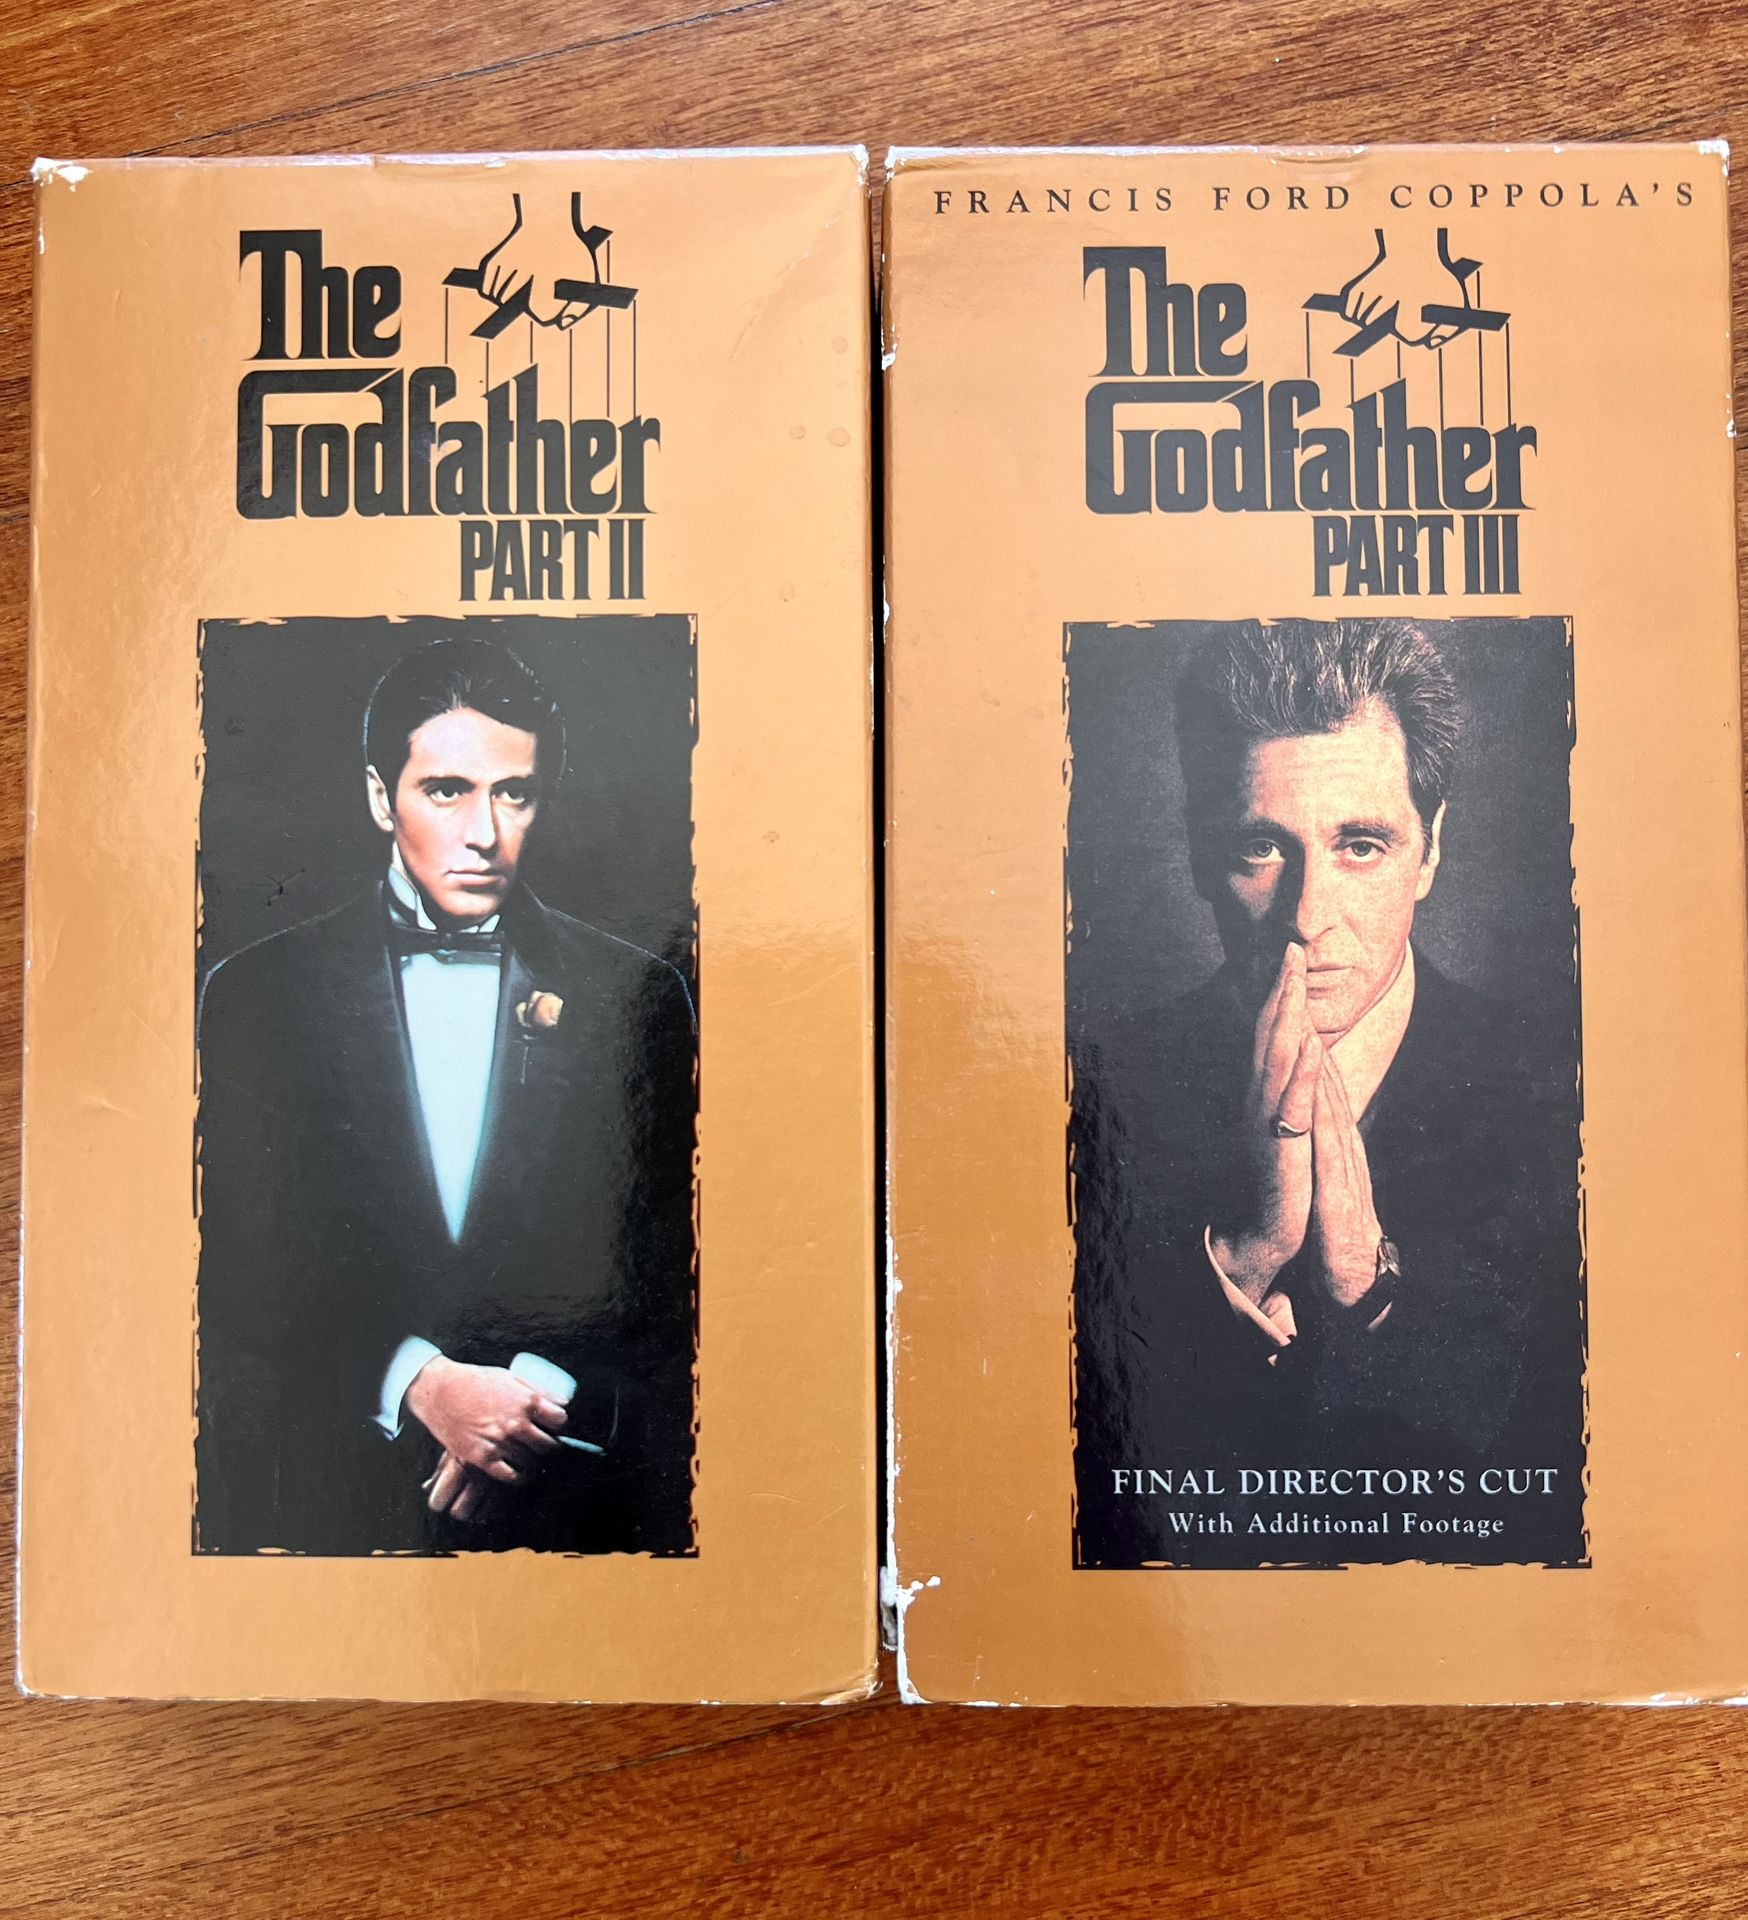 The
Godfather
PART II
FRANCIS FORD COPPOLA'S
The
Godfather
PART III
FINAL DIRECTOR'S CUT
With Additional Footage